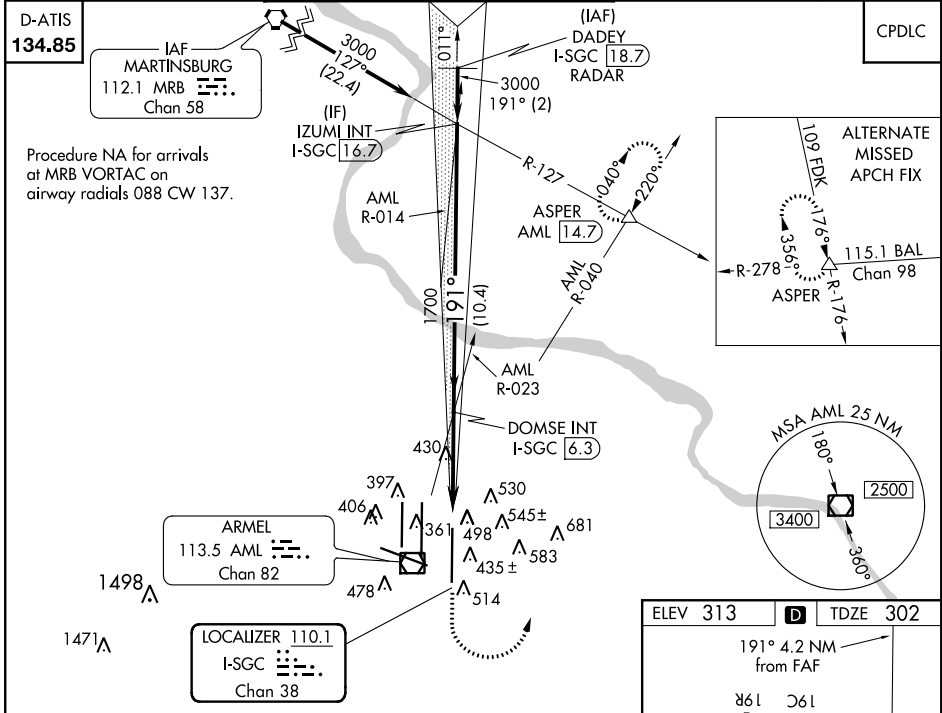 D-ATIS
134.85
IAF
MARTINSBURG
112.1 MRB
Chan 58
3000
127°
(22.4)
011°
(IAF)
DADEY
I-SGC 18.7
RADAR
3000
191° (2)
CPDLC
(IF)
IZUMI INT
I-SGC 16.7
Procedure NA for arrivals
at MRB VORTAC on
airway radials 088 CW 137.
AML
R-014
R-127
040°
220°
ASPER
AML 14.7
AML
R-040
1700
191°
(10.4)
AML
R-023
DOMSE INT
I-SGC 6.3
ALTERNATE
MISSED
APCH FIX
109 FDK
176°
356°
115.1 BAL
Chan 98
R-278
ASPER
R-176
MSA AML 25 NM
180°
2500
3400
360°
430
397
406
361
530
498
545±
681
583
435±
478
514
1498
1471
ARMEL
113.5 AML
Chan 82
LOCALIZER 110.1
I-SGC
Chan 38
ELEV 313 D TDZE 302
191° 4.2 NM
from FAF
19R 19C